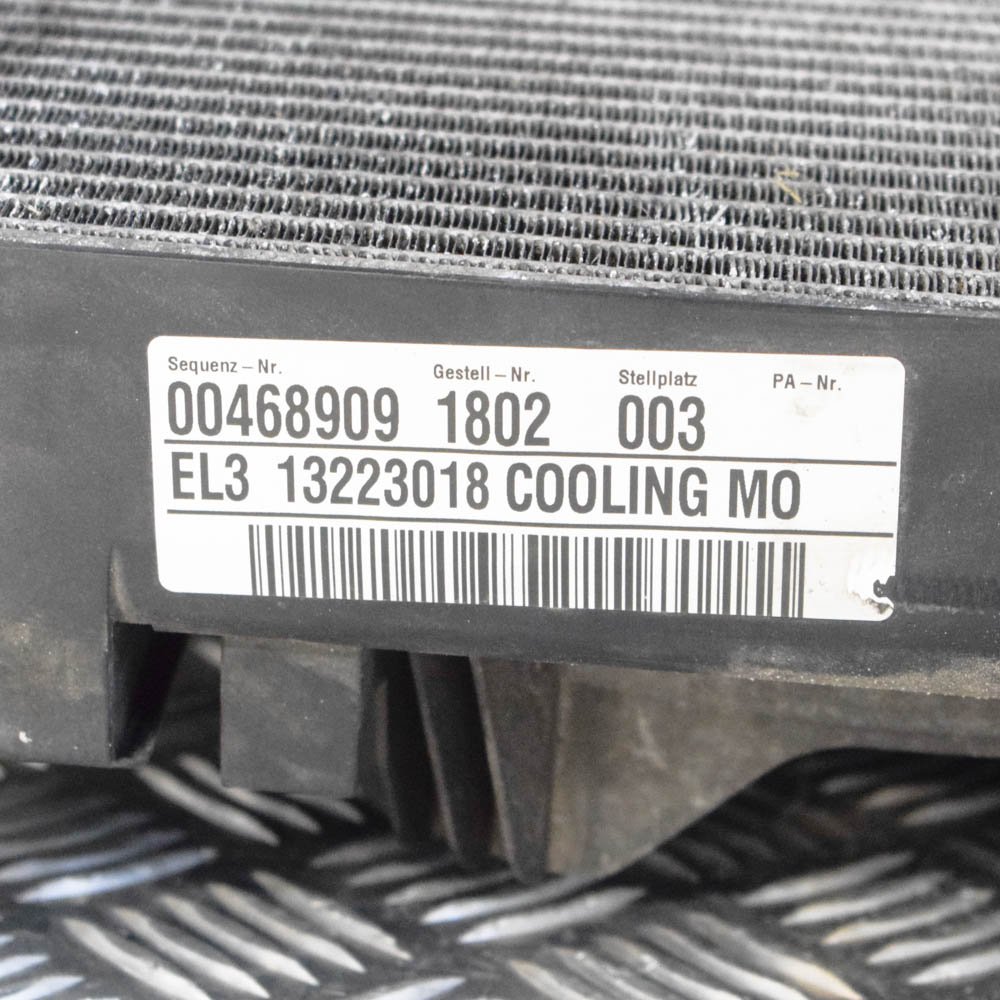 Sequenz – Nr. Gestell – Nr. Stellplatz PA – Nr.
00468909 1802 003
EL3 13223018 COOLING MO